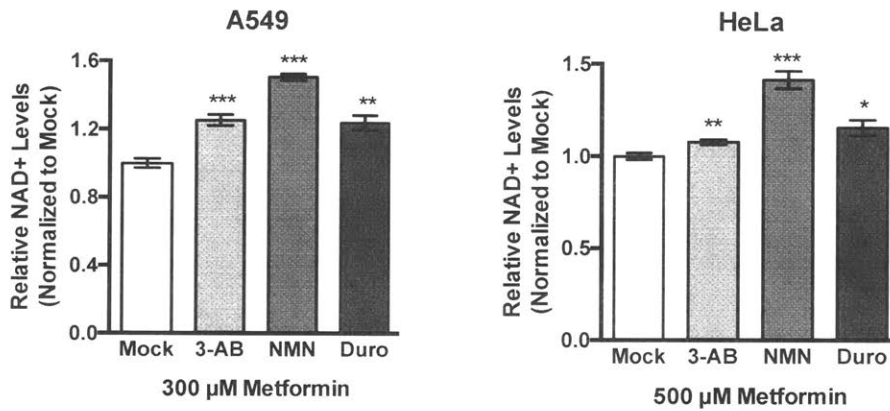 A549
Relative NAD+ Levels
(Normalized to Mock)
1.6
1.2
0.8
0.4
0.0
***
***
**
Mock 3-AB NMN Duro
300 µM Metformin
HeLa
Relative NAD+ Levels
(Normalized to Mock)
1.5
1.0
0.5
0.0
**
***
*
Mock 3-AB NMN Duro
500 µM Metformin